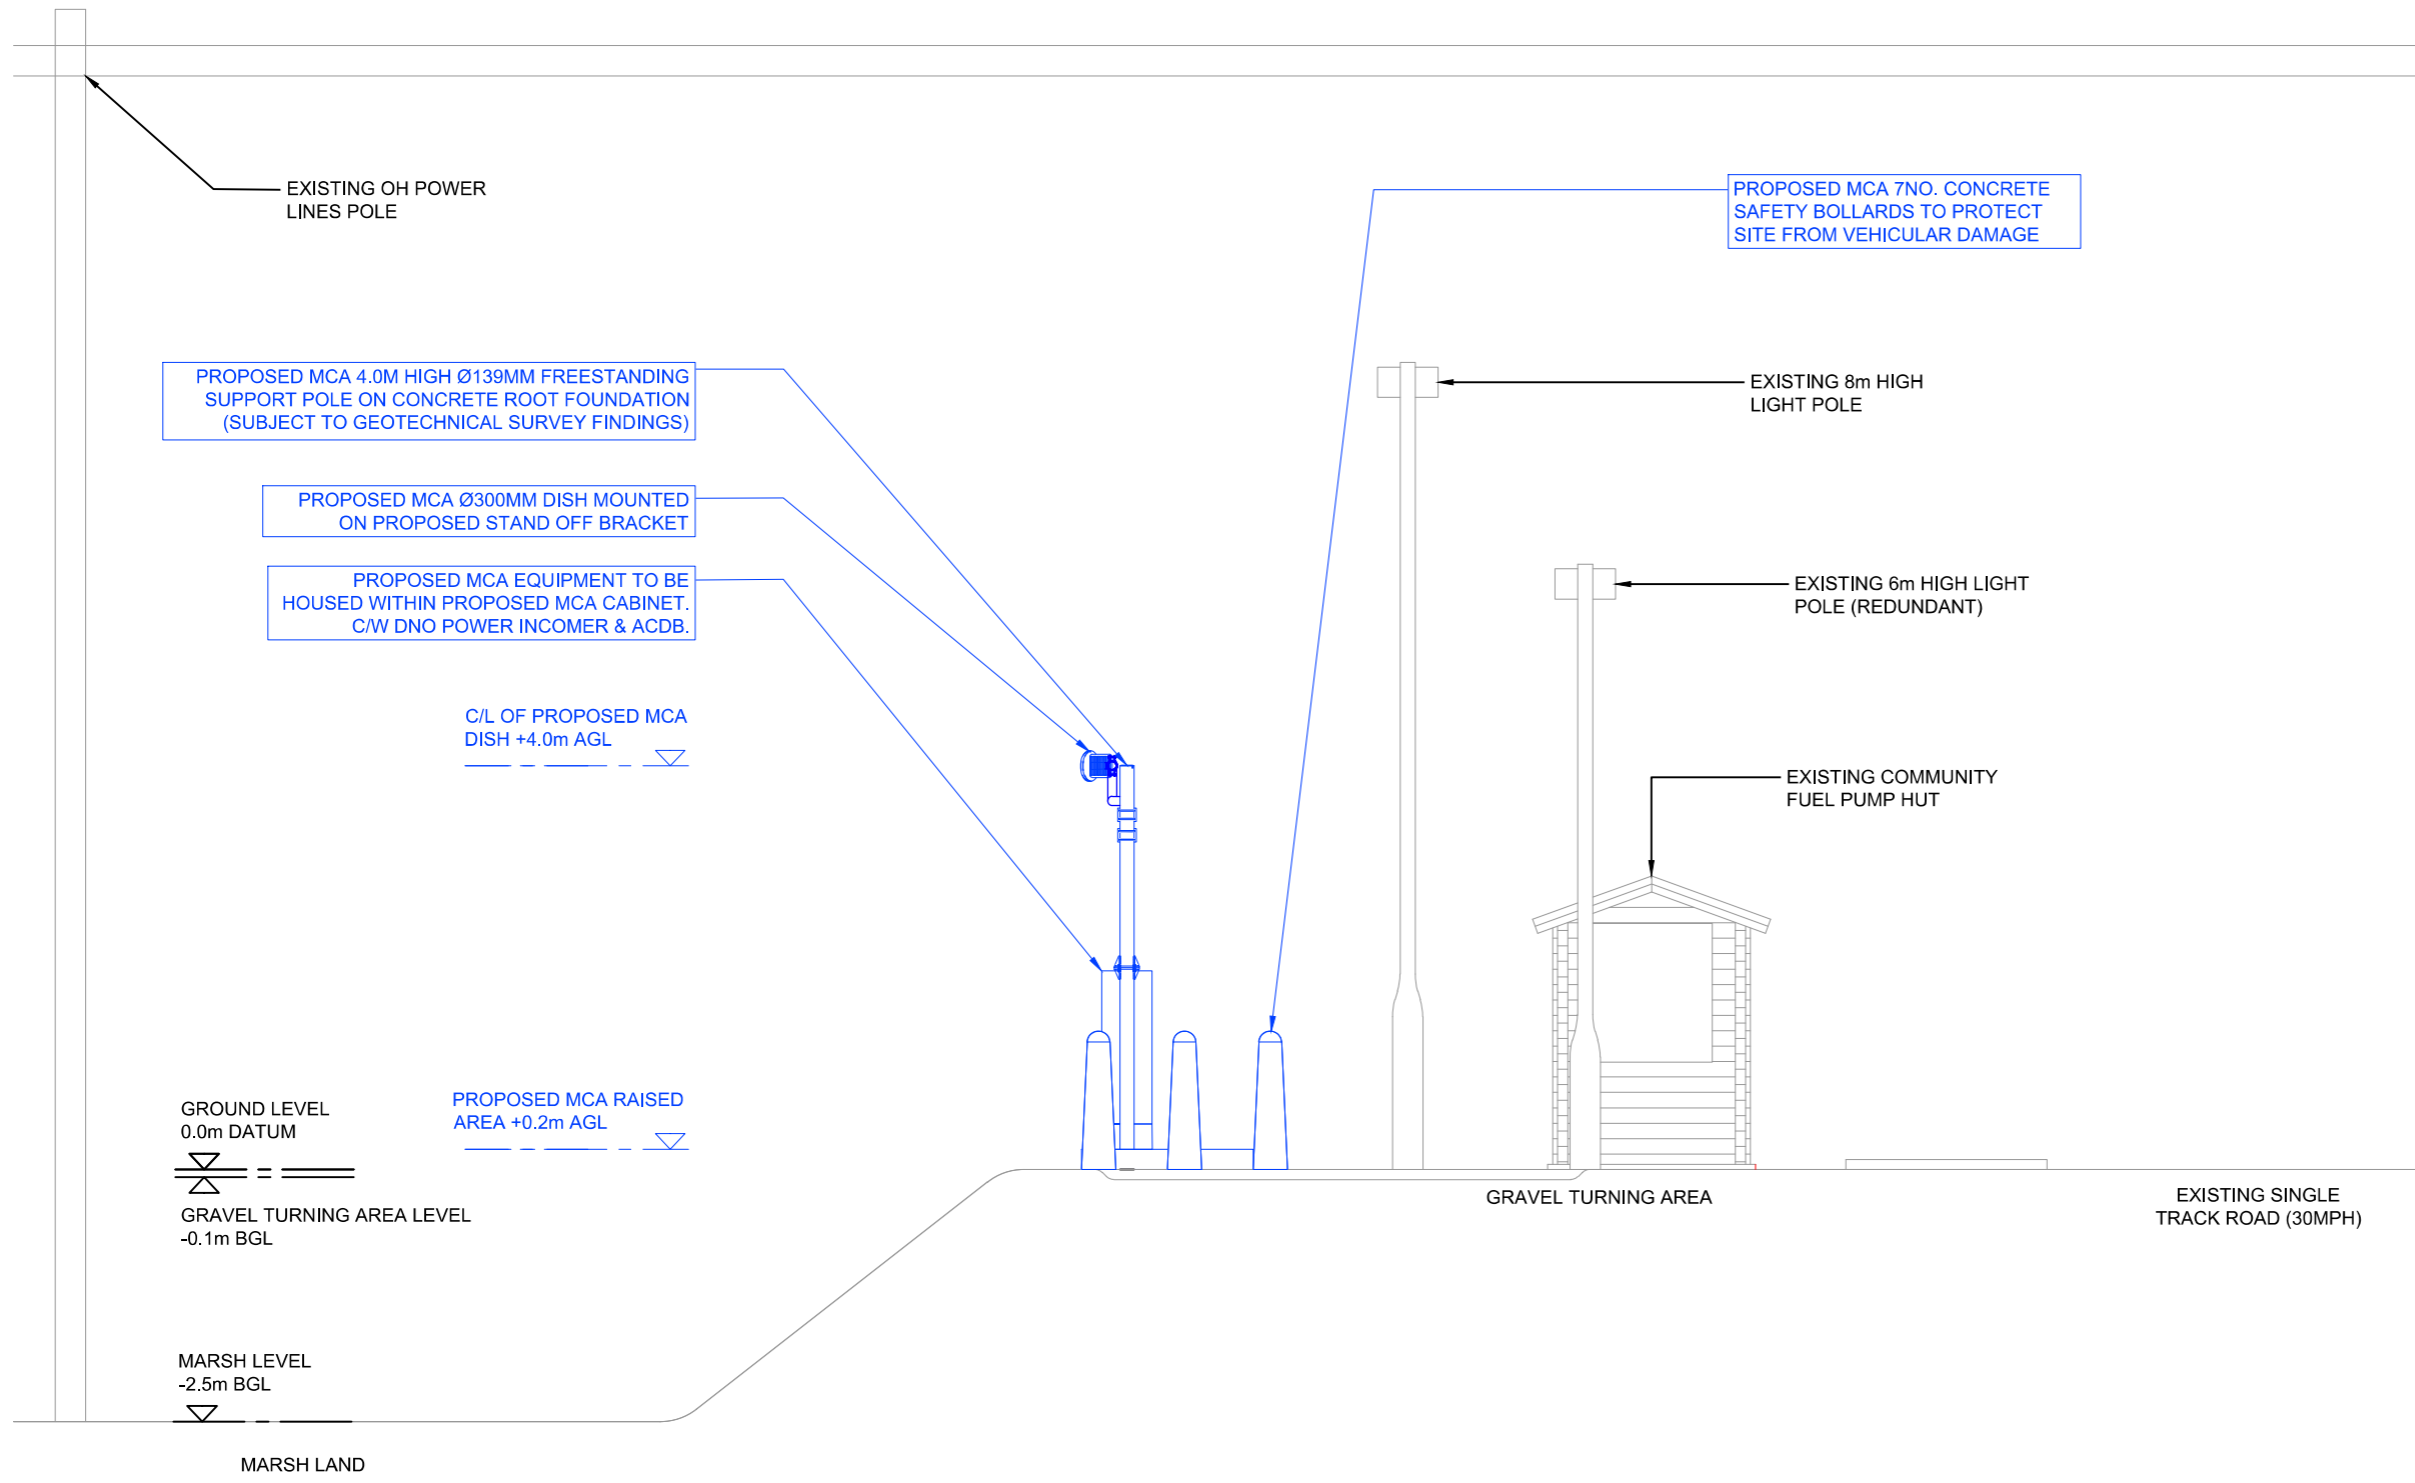 EXISTING OH POWER
LINES POLE
PROPOSED MCA 7NO. CONCRETE
SAFETY BOLLARDS TO PROTECT
SITE FROM VEHICULAR DAMAGE
PROPOSED MCA 4.0M HIGH Ø139MM FREESTANDING
SUPPORT POLE ON CONCRETE ROOT FOUNDATION
(SUBJECT TO GEOTECHNICAL SURVEY FINDINGS)
EXISTING 8m HIGH
LIGHT POLE
PROPOSED MCA Ø300MM DISH MOUNTED
ON PROPOSED STAND OFF BRACKET
PROPOSED MCA EQUIPMENT TO BE
HOUSED WITHIN PROPOSED MCA CABINET.
C/W DNO POWER INCOMER & ACDB.
EXISTING 6m HIGH LIGHT
POLE (REDUNDANT)
C/L OF PROPOSED MCA
DISH +4.0m AGL
EXISTING COMMUNITY
FUEL PUMP HUT
GROUND LEVEL
0.0m DATUM
PROPOSED MCA RAISED
AREA +0.2m AGL
GRAVEL TURNING AREA LEVEL
-0.1m BGL
GRAVEL TURNING AREA
EXISTING SINGLE
TRACK ROAD (30MPH)
MARSH LEVEL
-2.5m BGL
MARSH LAND